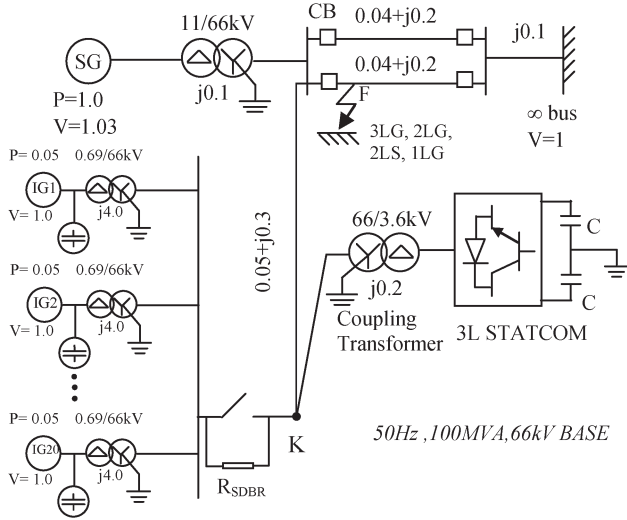 11/66kV
CB
0.04+j0.2
j0.1
SG
j0.1
0.04+j0.2
P=1.0
V=1.03
F
∞ bus
V=1
3LG, 2LG,
2LS, 1LG
P= 0.05 0.69/66kV
IG1
j4.0
V= 1.0
0.05+j0.3
66/3.6kV
C
j0.2
C
Coupling
Transformer
3L STATCOM
P= 0.05 0.69/66kV
IG2
j4.0
V= 1.0
P= 0.05 0.69/66kV
IG20
j4.0
V= 1.0
RSDBR
K
50Hz ,100MVA,66kV BASE